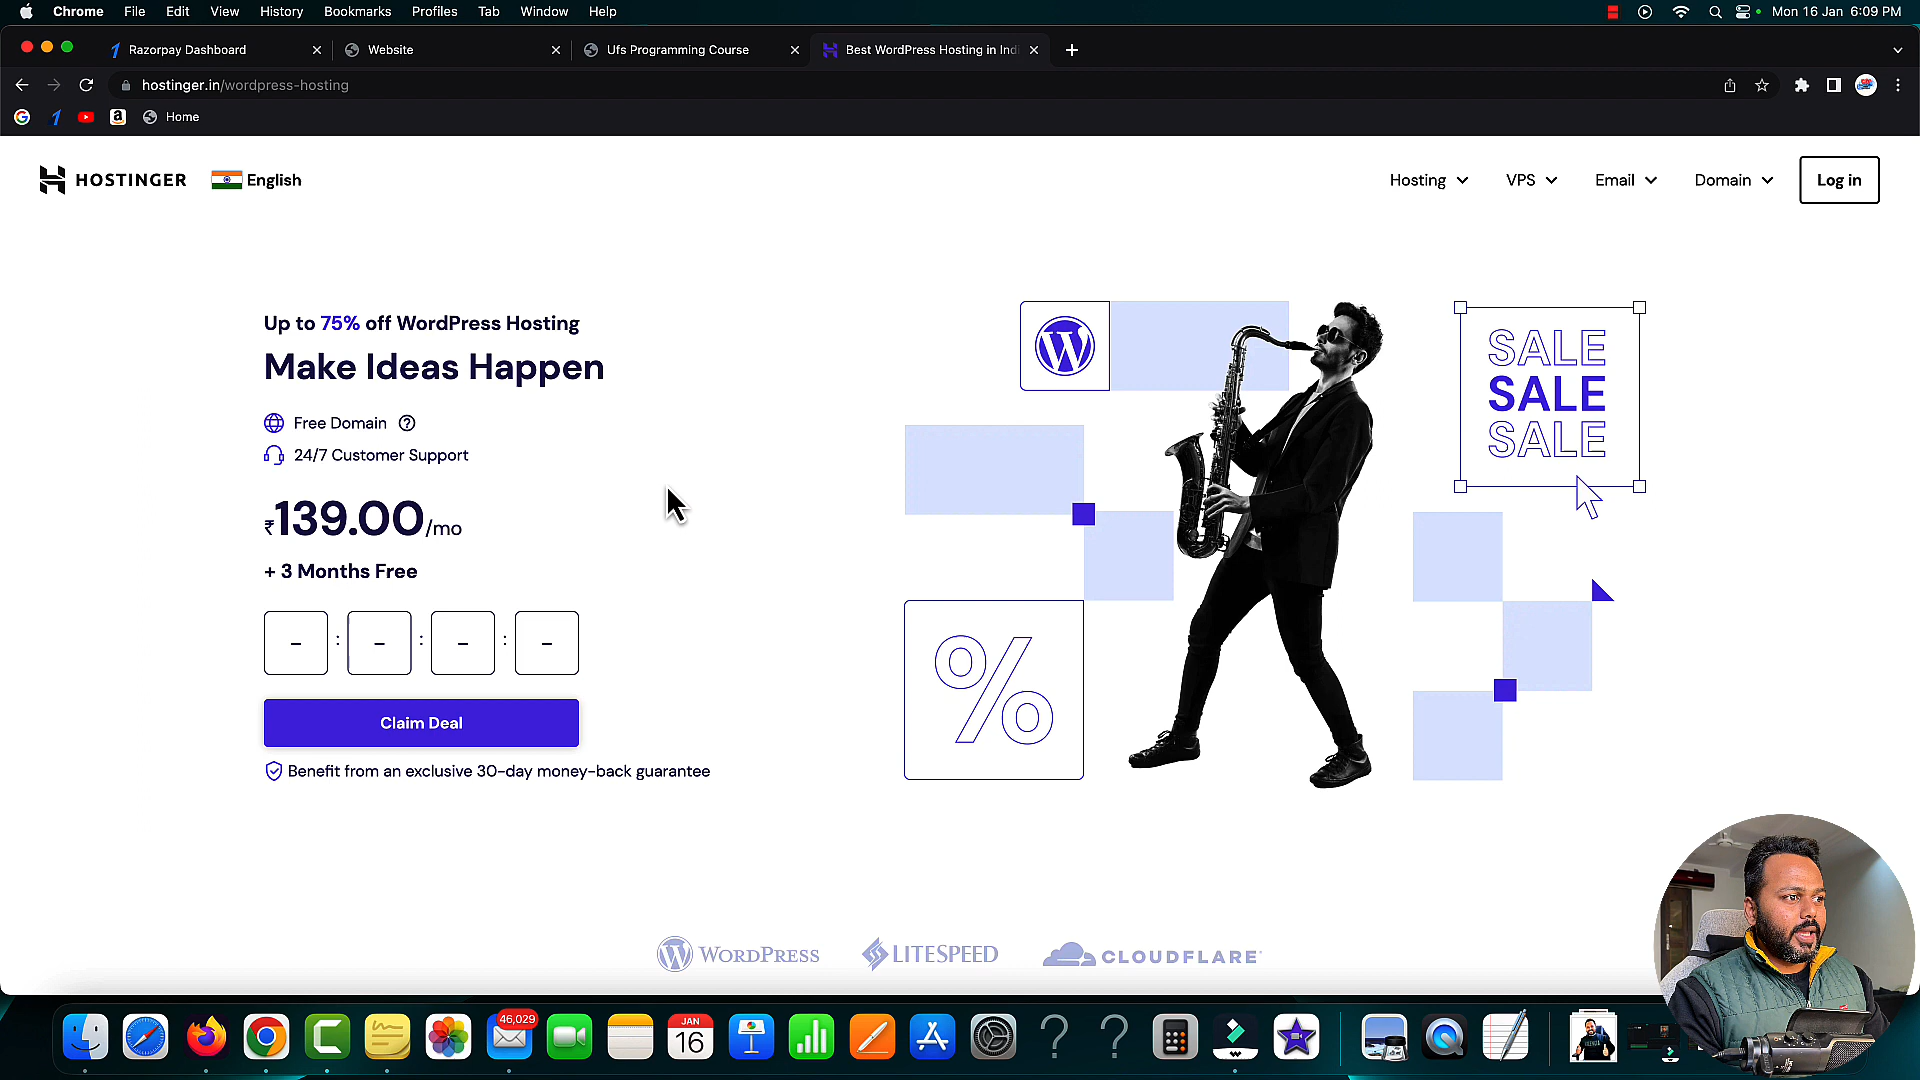 Chrome File Edit View History Bookmarks Profiles Tab Window Help
Mon 16 Jan 6:09 PM
Razorpay Dashboard
Website
Ufs Programming Course
Best WordPress Hosting in Indi
hostinger.in/wordpress-hosting
Home
HOSTINGER
English
Hosting
VPS
Email
Domain
Log in
Up to 75% off WordPress Hosting
Make Ideas Happen
Free Domain ?
24/7 Customer Support
₹139.00/mo
+ 3 Months Free
- : - : - : -
Claim Deal
Benefit from an exclusive 30-day money-back guarantee
SALE
SALE
SALE
%
WORDPRESS
LITESPEED
CLOUDFLARE
46,029
JAN
16